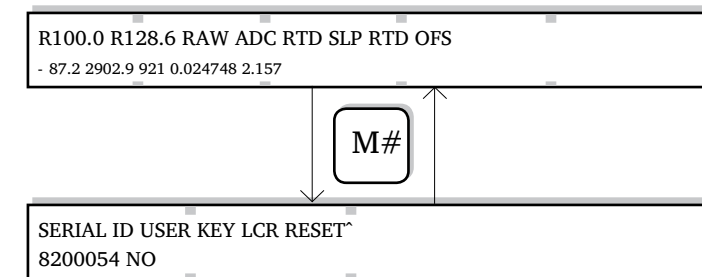 R100.0 R128.6 RAW ADC RTD SLP RTD OFS
- 87.2 2902.9 921 0.024748 2.157
M#
SERIAL ID USER KEY LCR RESET^
8200054 NO